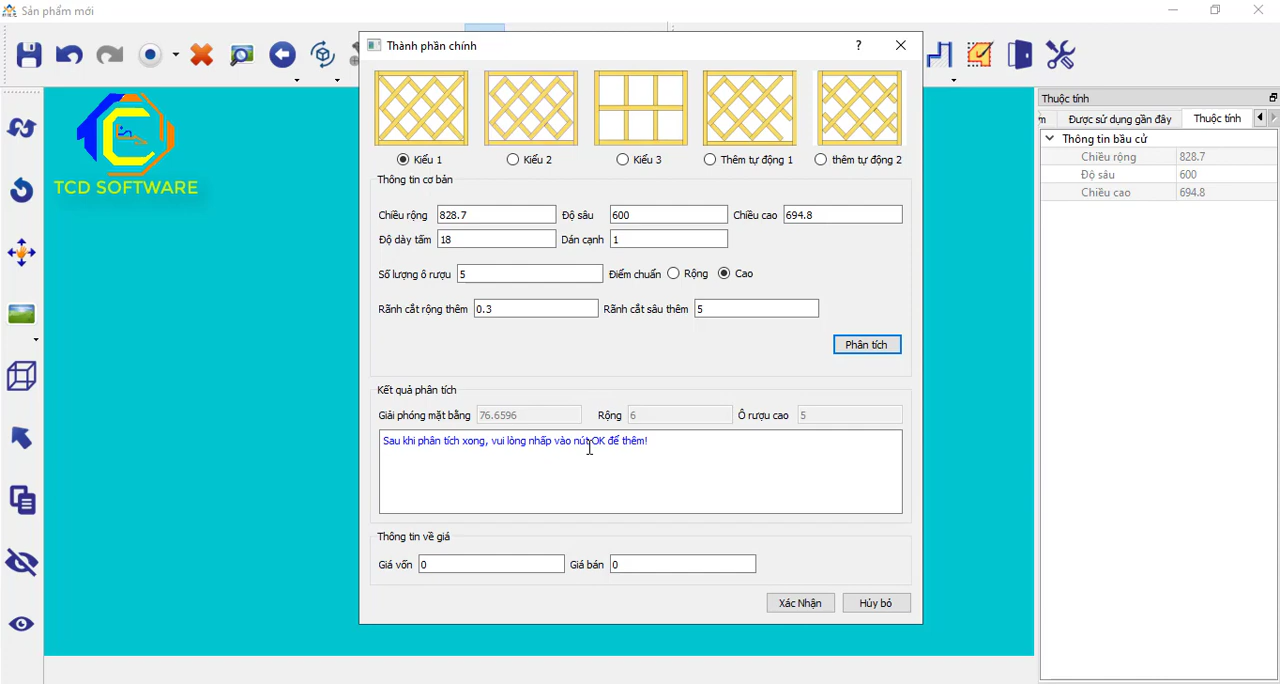 Sản phẩm mới
TCD SOFTWARE
Thành phần chính
?
Kiểu 1
Kiểu 2
Kiểu 3
Thêm tự động 1
thêm tự động 2
Thông tin cơ bản
Chiều rộng 828.7 Độ sâu 600 Chiều cao 694.8
Độ dày tấm 18 Dán cạnh 1
Số lượng ô rượu 5 Điểm chuẩn Rộng Cao
Rãnh cắt rộng thêm 0.3 Rãnh cắt sâu thêm 5
Phân tích
Kết quả phân tích
Giải phóng mặt bằng 76.6596 Rộng 6 Ô rượu cao 5
Sau khi phân tích xong, vui lòng nhấp vào nút OK để thêm!
Thông tin về giá
Giá vốn 0 Giá bán 0
Xác Nhận Hủy bỏ
Thuộc tính
Được sử dụng gần đây Thuộc tính
Thông tin bầu cử
Chiều rộng 828.7
Độ sâu 600
Chiều cao 694.8